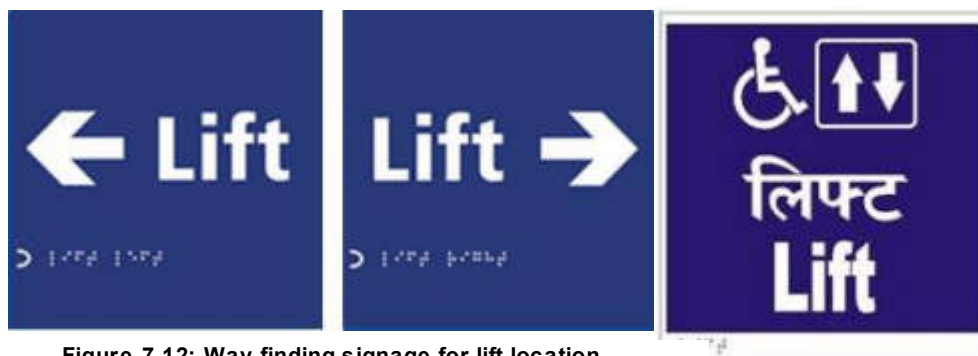 ← Lift
Lift →
लिफ्ट
Lift
Figure 7.12: Way finding signage for lift location